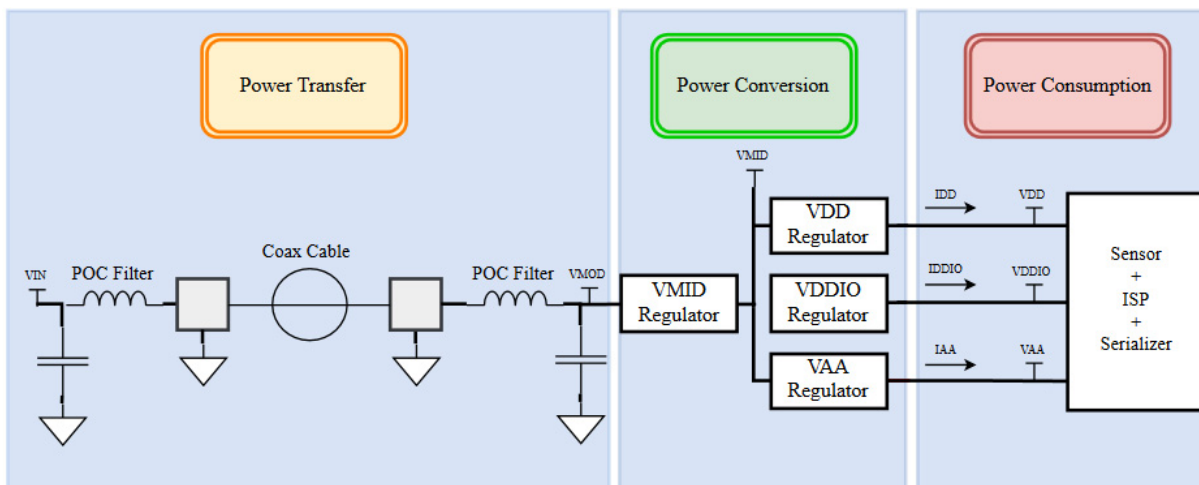 Power Transfer
Power Conversion
Power Consumption
VMID
IDD
VDD
VDD
Regulator
Coax Cable
VIN
POC Filter
POC Filter
VMOD
VMID
Regulator
VDDIO
Regulator
IDDIO
VDDIO
Sensor
+
ISP
+
Serializer
VAA
Regulator
IAA
VAA